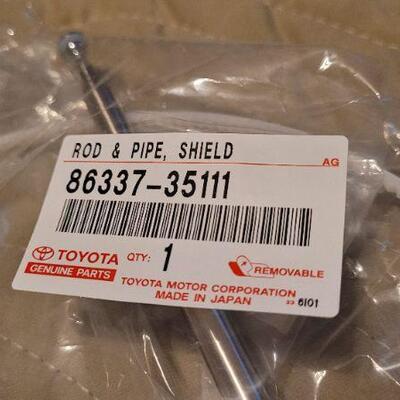 ROD & PIPE, SHIELD
AG
86337-35111
TOYOTA
GENUINE PARTS
QTY: 1
REMOVABLE
TOYOTA MOTOR CORPORATION
MADE IN JAPAN
>> 6101